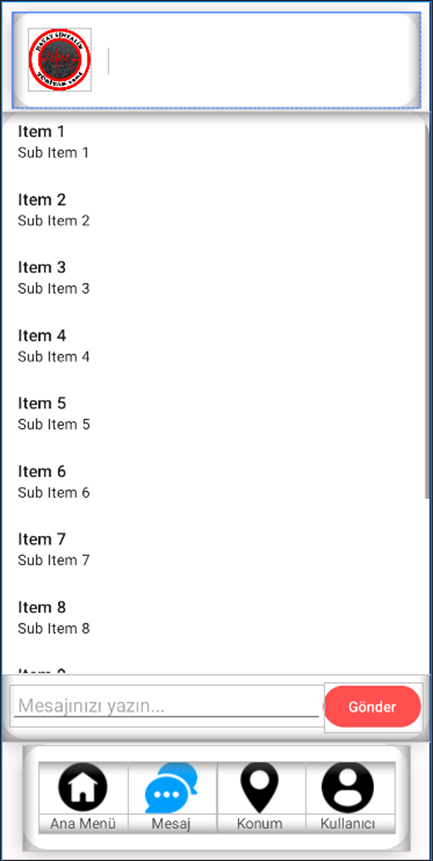 Item 1
Sub Item 1
Item 2
Sub Item 2
Item 3
Sub Item 3
Item 4
Sub Item 4
Item 5
Sub Item 5
Item 6
Sub Item 6
Item 7
Sub Item 7
Item 8
Sub Item 8
Mesajınızı yazın...
Gönder
Ana Menü
Mesaj
Konum
Kullanıcı